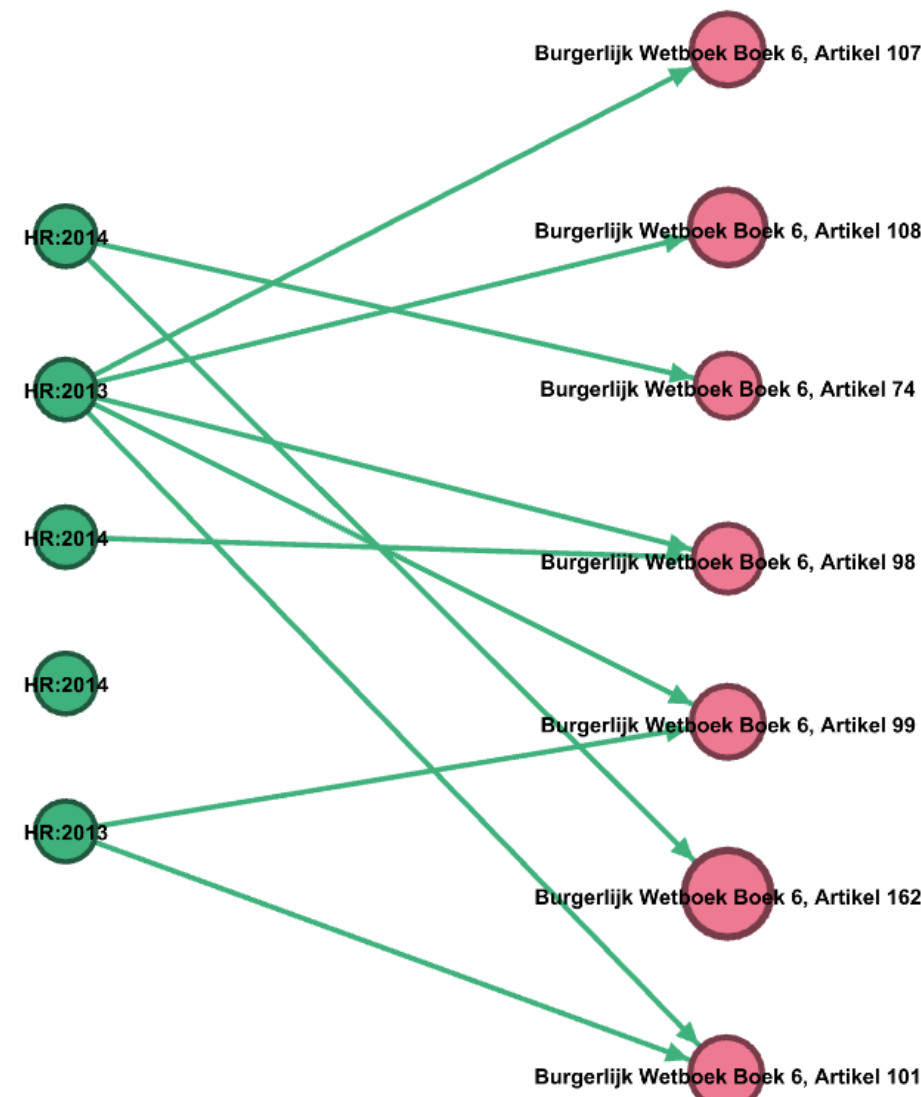 Burgerlijk Wetboek Boek 6, Artikel 107
Burgerlijk Wetboek Boek 6, Artikel 108
HR:2014
Burgerlijk Wetboek Boek 6, Artikel 74
HR:2013
HR:2014
Burgerlijk Wetboek Boek 6, Artikel 98
HR:2014
Burgerlijk Wetboek Boek 6, Artikel 99
HR:2013
Burgerlijk Wetboek Boek 6, Artikel 162
Burgerlijk Wetboek Boek 6, Artikel 101